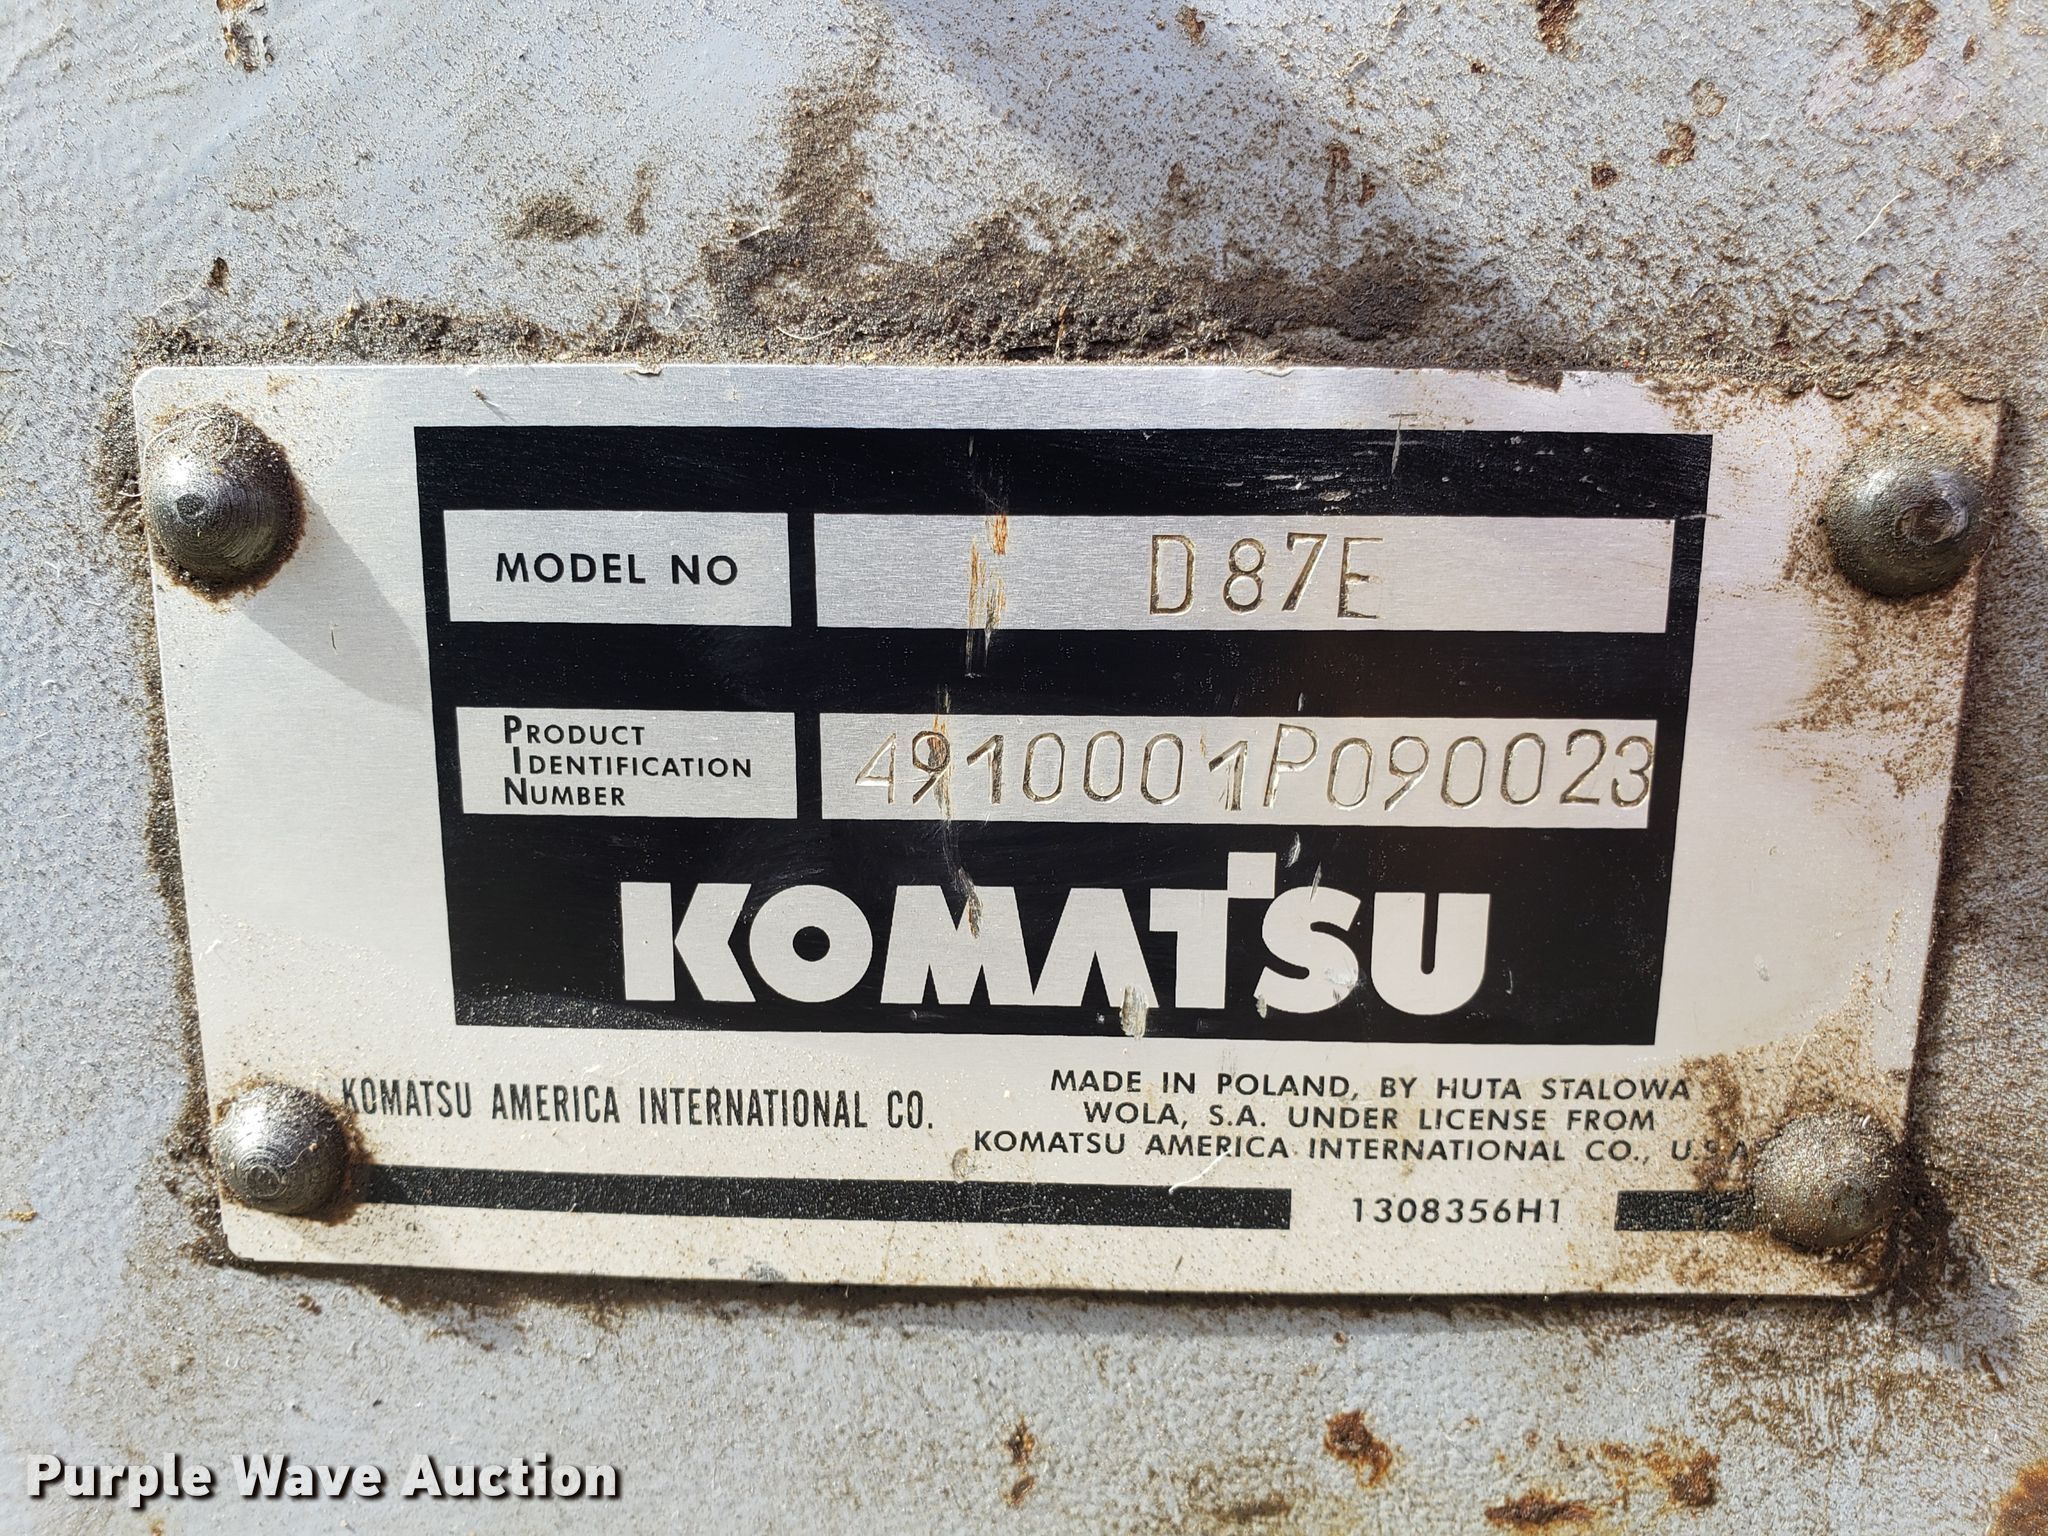 MODEL NO D87E
PRODUCT
IDENTIFICATION
NUMBER
4910001P090023
KOMATSU
KOMATSU AMERICA INTERNATIONAL CO.
MADE IN POLAND, BY HUTA STALOWA
WOLA, S.A. UNDER LICENSE FROM
KOMATSU AMERICA INTERNATIONAL CO., U.S.A
1308356H1
Purple Wave Auction